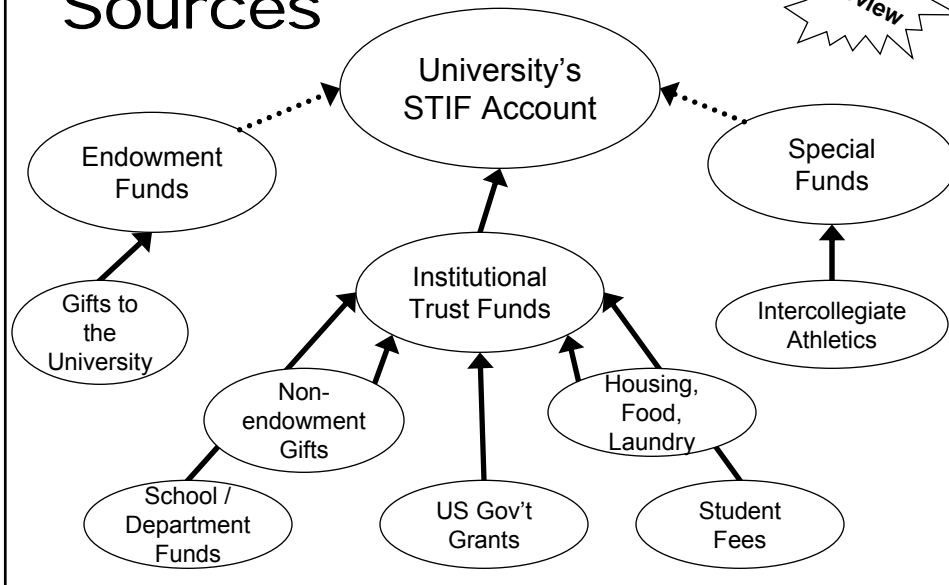 Sources
University's
STIF Account
Endowment
Funds
Special
Funds
Gifts to
the
University
Institutional
Trust Funds
Intercollegiate
Athletics
Non-
endowment
Gifts
Housing,
Food,
Laundry
School /
Department
Funds
US Gov't
Grants
Student
Fees